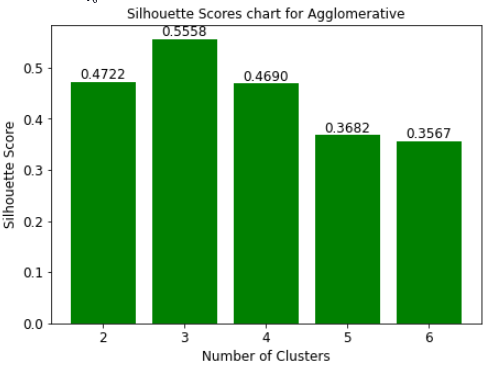 Silhouette Scores chart for Agglomerative
0.5558
0.4722
0.4690
0.3682
0.3567
0.5
0.4
0.3
0.2
0.1
0.0
Silhouette Score
2 3 4 5 6
Number of Clusters